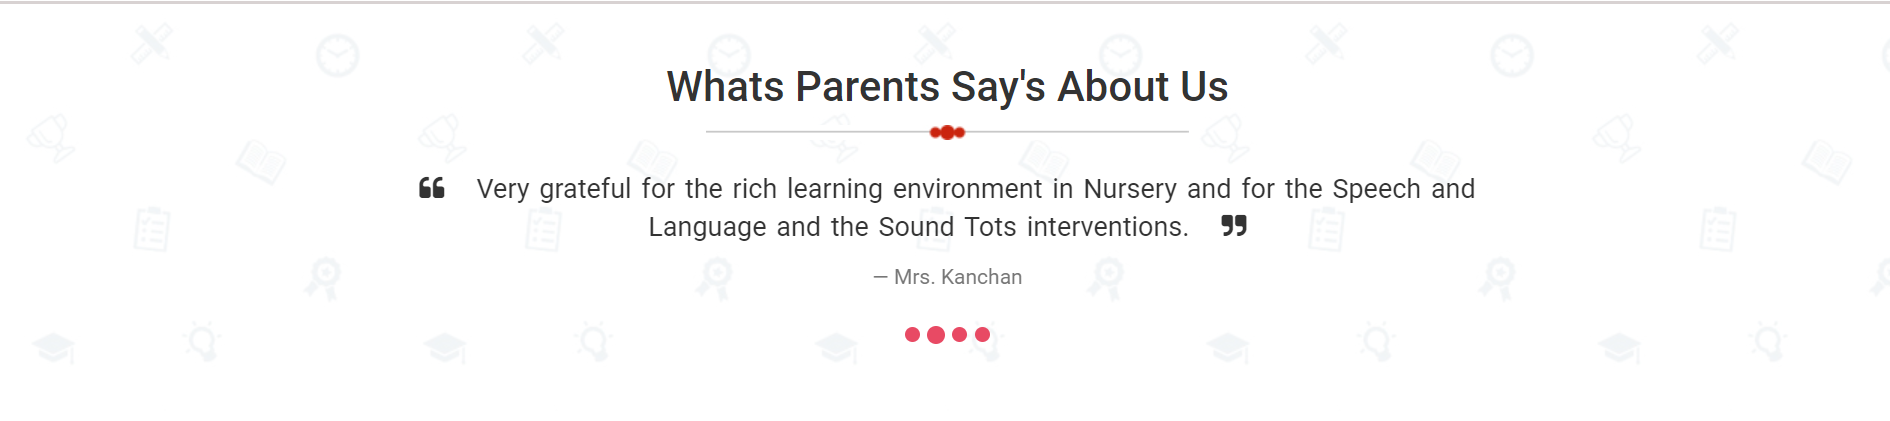 Whats Parents Say's About Us
❝ Very grateful for the rich learning environment in Nursery and for the Speech and
Language and the Sound Tots interventions. ❞
— Mrs. Kanchan